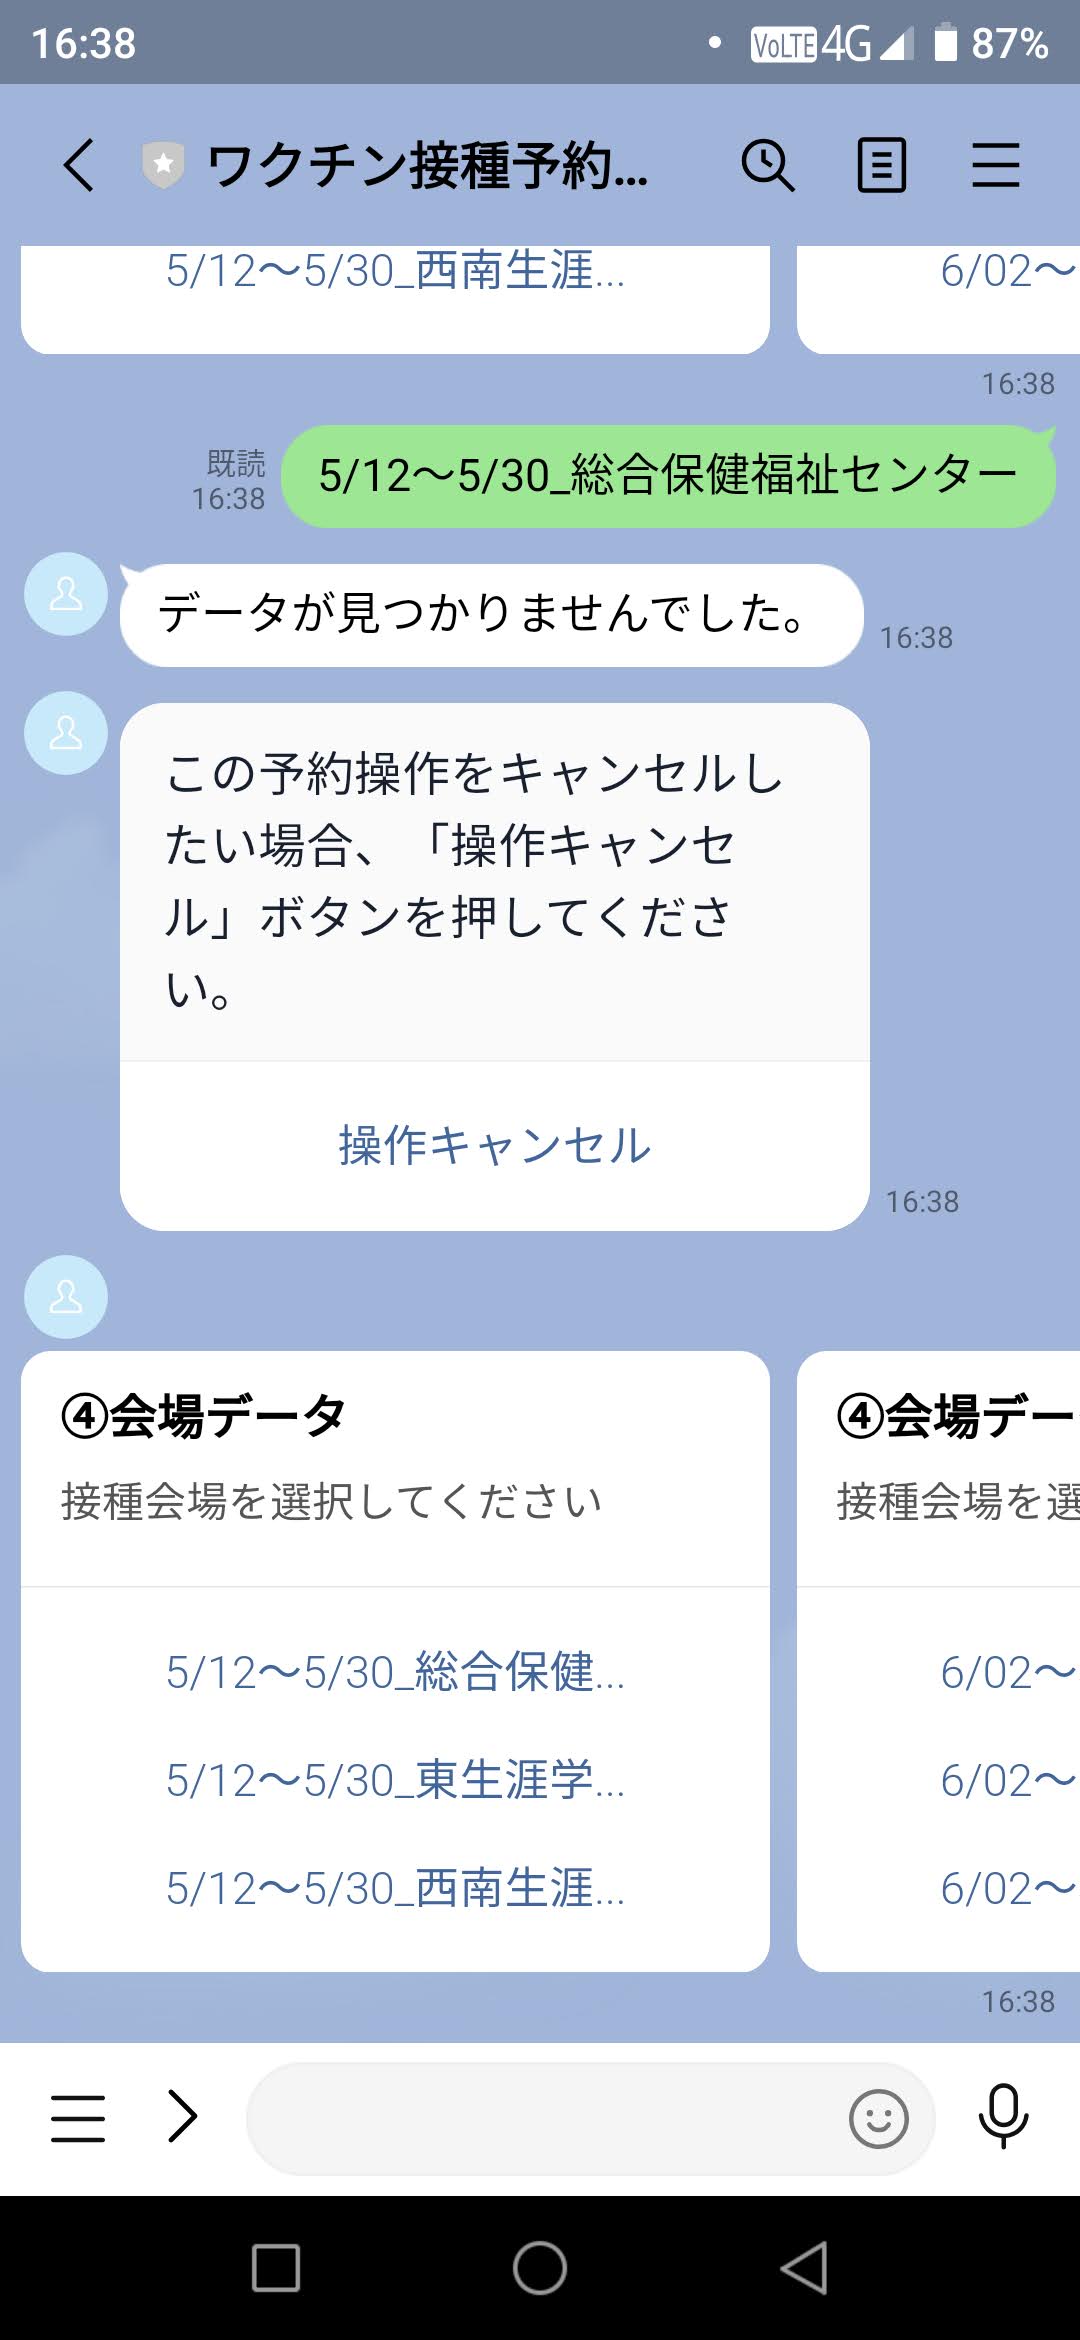 16:38
VoLTE 4G 87%
ワクチン接種予約...
5/12～5/30_西南生涯...
6/02～
16:38
5/12～5/30_総合保健福祉センター
既読
16:38
データが見つかりませんでした。
16:38
この予約操作をキャンセルし
たい場合、「操作キャンセ
ル」ボタンを押してくださ
い。
操作キャンセル
16:38
④会場データ
接種会場を選択してください
5/12～5/30_総合保健...
5/12～5/30_東生涯学...
5/12～5/30_西南生涯...
④会場デー
接種会場を選
6/02～
6/02～
6/02～
16:38